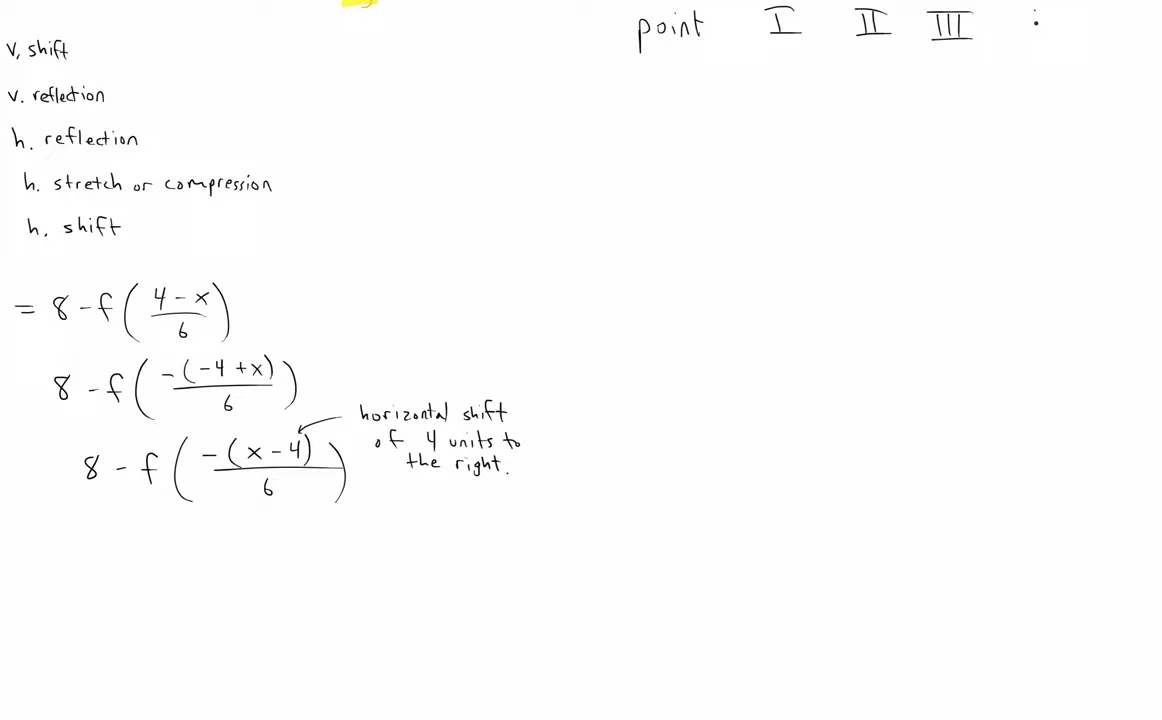 point I II III :
v, shift
v. reflection
h. reflection
h. stretch or compression
h. shift
= 8 - f( (4 - x)/6 )
8 - f( -(-4 + x)/6 )
8 - f( -(x - 4)/6 )
horizontal shift
of 4 units to
the right.